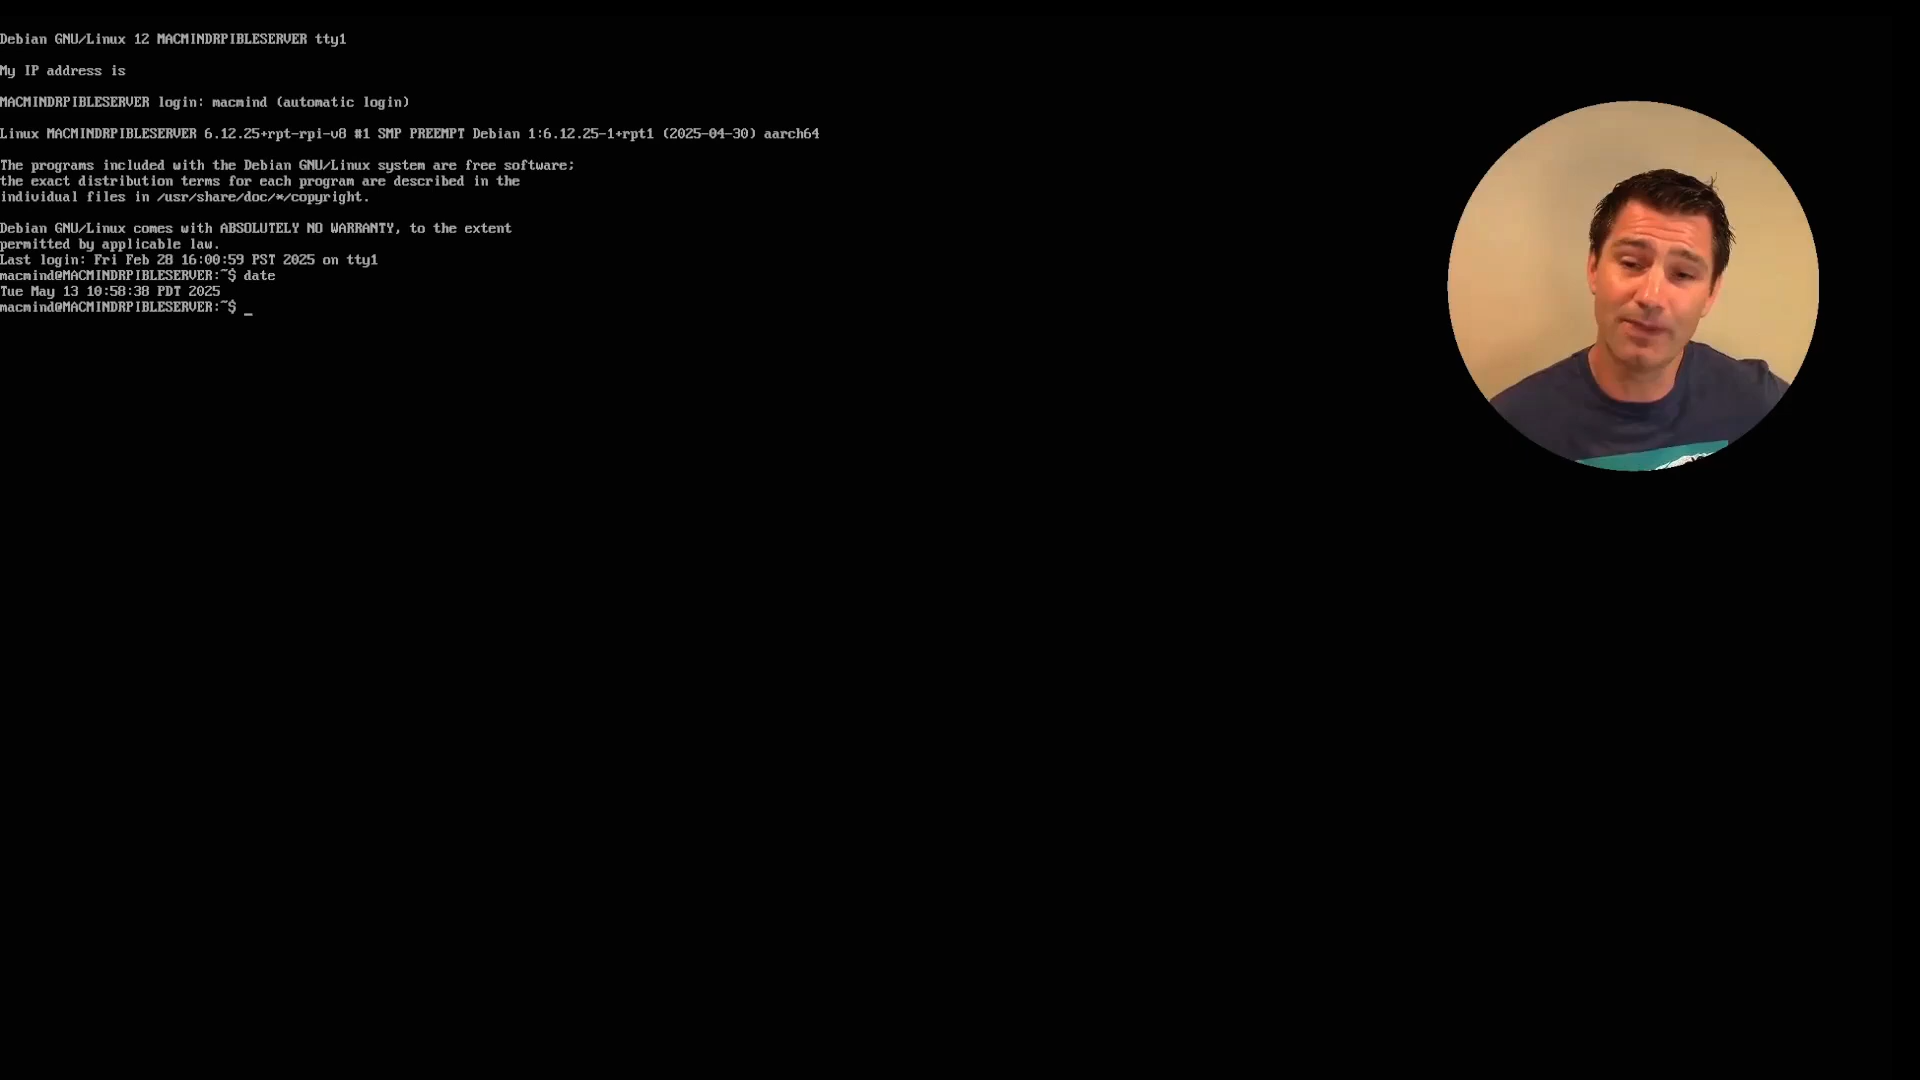 Debian GNU/Linux 12 MACMINDRPIBLESERVER tty1
My IP address is
MACMINDRPIBLESERVER login: macmind (automatic login)
Linux MACMINDRPIBLESERVER 6.12.25+rpt-rpi-v8 #1 SMP PREEMPT Debian 1:6.12.25-1+rpt1 (2025-04-30) aarch64
The programs included with the Debian GNU/Linux system are free software;
the exact distribution terms for each program are described in the
individual files in /usr/share/doc/*/copyright.
Debian GNU/Linux comes with ABSOLUTELY NO WARRANTY, to the extent
permitted by applicable law.
Last login: Fri Feb 28 16:00:59 PST 2025 on tty1
macmind@MACMINDRPIBLESERVER:~$ date
Tue May 13 10:58:38 PDT 2025
macmind@MACMINDRPIBLESERVER:~$ _